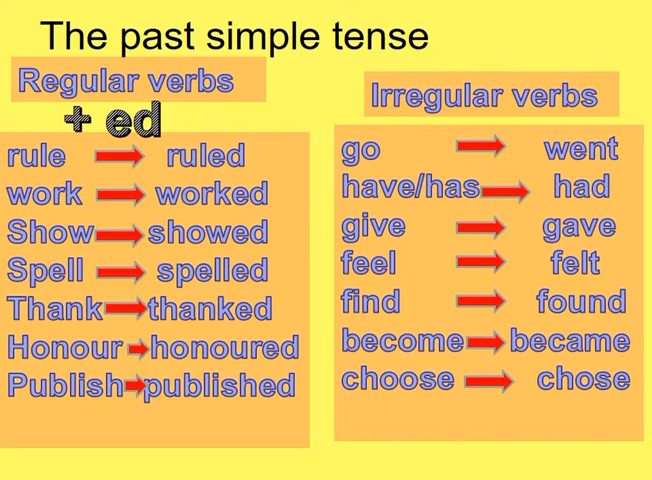 The past simple tense
Regular verbs
+ ed
rule ruled
work worked
Show showed
Spell spelled
Thank thanked
Honour honoured
Publish published
Irregular verbs
go went
have/has had
give gave
feel felt
find found
become became
choose chose